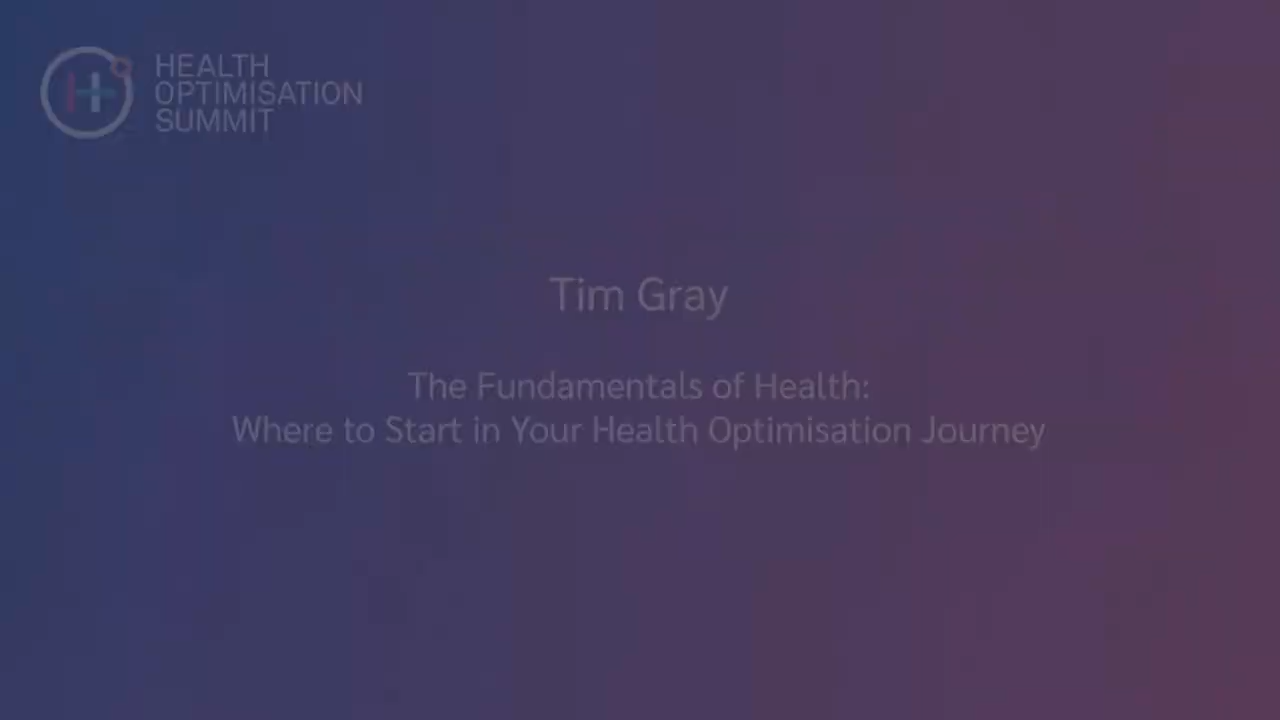 HEALTH
OPTIMISATION
SUMMIT
Tim Gray
The Fundamentals of Health:
Where to Start in Your Health Optimisation Journey